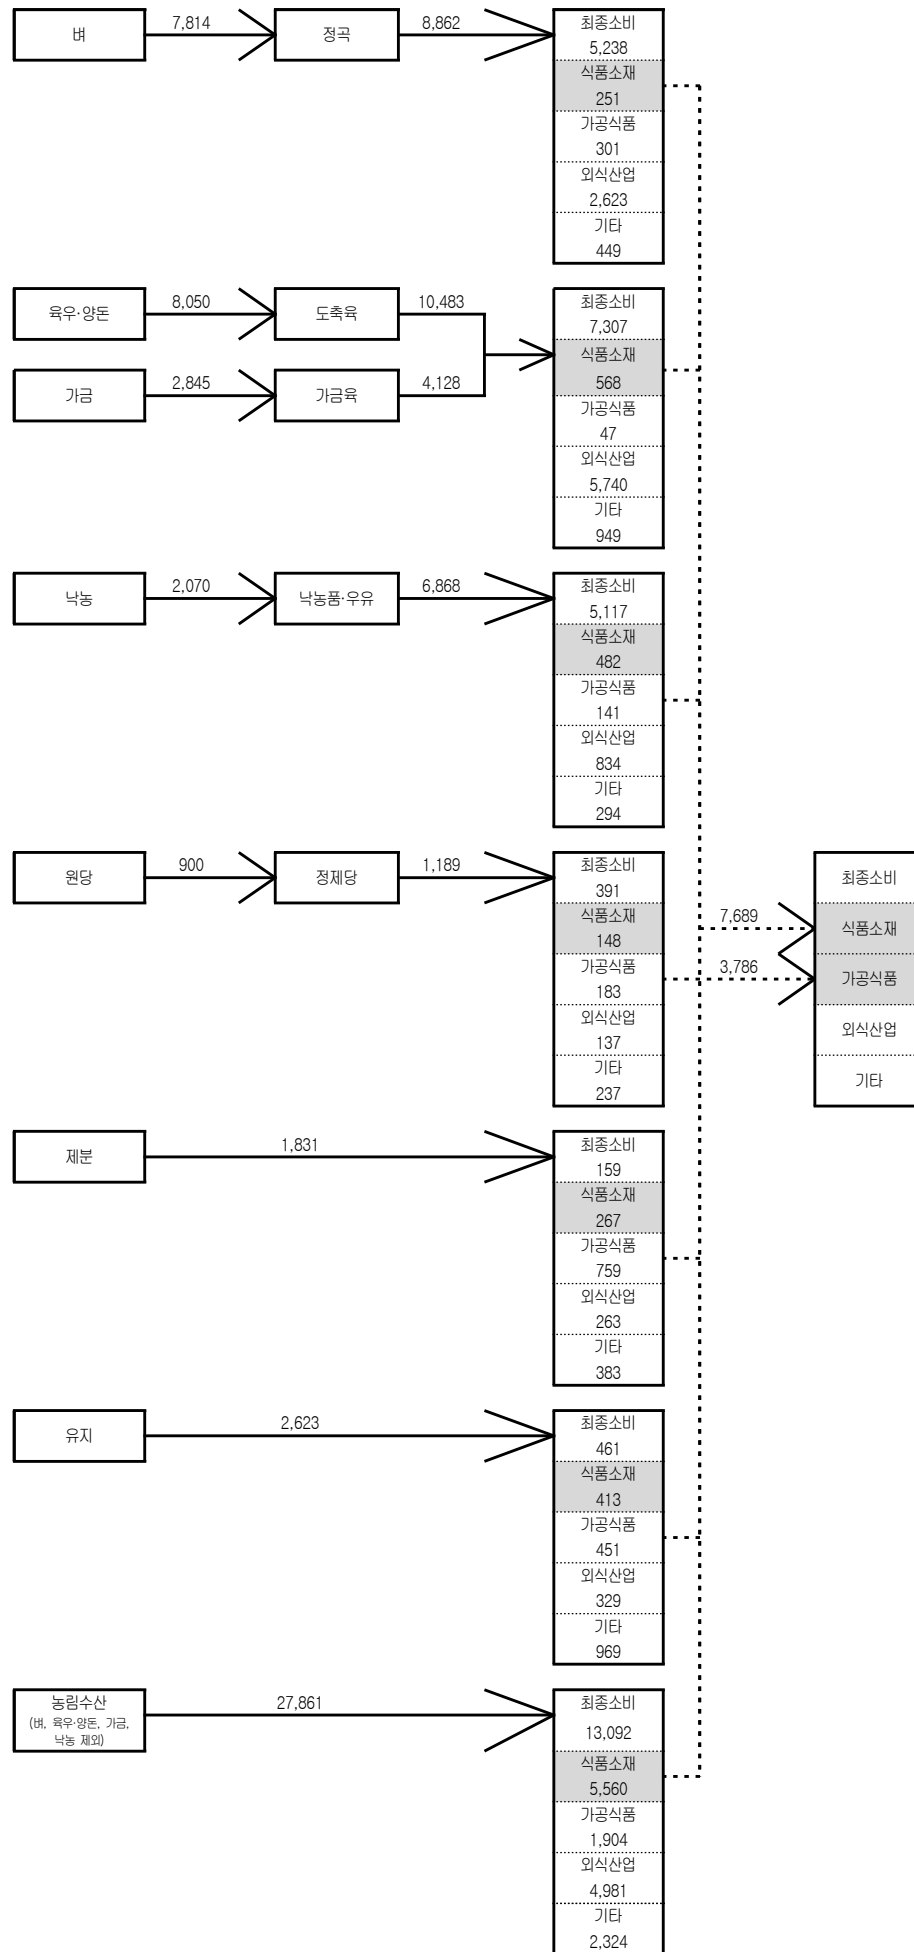 벼
7,814
정곡
8,862
최종소비
5,238
식품소재
251
가공식품
301
외식산업
2,623
기타
449
육우·양돈
8,050
도축육
10,483
가금
2,845
가금육
4,128
최종소비
7,307
식품소재
568
가공식품
47
외식산업
5,740
기타
949
낙농
2,070
낙농품·우유
6,868
최종소비
5,117
식품소재
482
가공식품
141
외식산업
834
기타
294
원당
900
정제당
1,189
최종소비
391
식품소재
148
가공식품
183
외식산업
137
기타
237
7,689
3,786
최종소비
식품소재
가공식품
외식산업
기타
제분
1,831
최종소비
159
식품소재
267
가공식품
759
외식산업
263
기타
383
유지
2,623
최종소비
461
식품소재
413
가공식품
451
외식산업
329
기타
969
농림수산
(벼, 육우·양돈, 가금,
낙농 제외)
27,861
최종소비
13,092
식품소재
5,560
가공식품
1,904
외식산업
4,981
기타
2,324